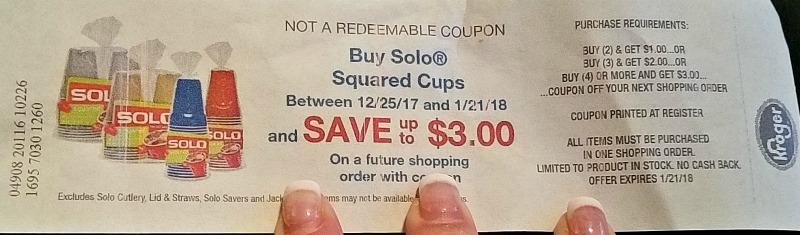 04908 20116 10226
1695 7030 1260
SOLO
SOLO
SOLO
SOLO
NOT A REDEEMABLE COUPON
Buy Solo®
Squared Cups
Between 12/25/17 and 1/21/18
and SAVE up to $3.00
On a future shopping
order with
Excludes Solo Cutlery, Lid & Straws, Solo Savers and may not be available
PURCHASE REQUIREMENTS:
BUY (2) & GET $1.00...OR
BUY (3) & GET $2.00...OR
BUY (4) OR MORE AND GET $3.00...
...COUPON OFF YOUR NEXT SHOPPING ORDER
COUPON PRINTED AT REGISTER
ALL ITEMS MUST BE PURCHASED
IN ONE SHOPPING ORDER.
LIMITED TO PRODUCT IN STOCK. NO CASH BACK.
OFFER EXPIRES 1/21/18
Kroger